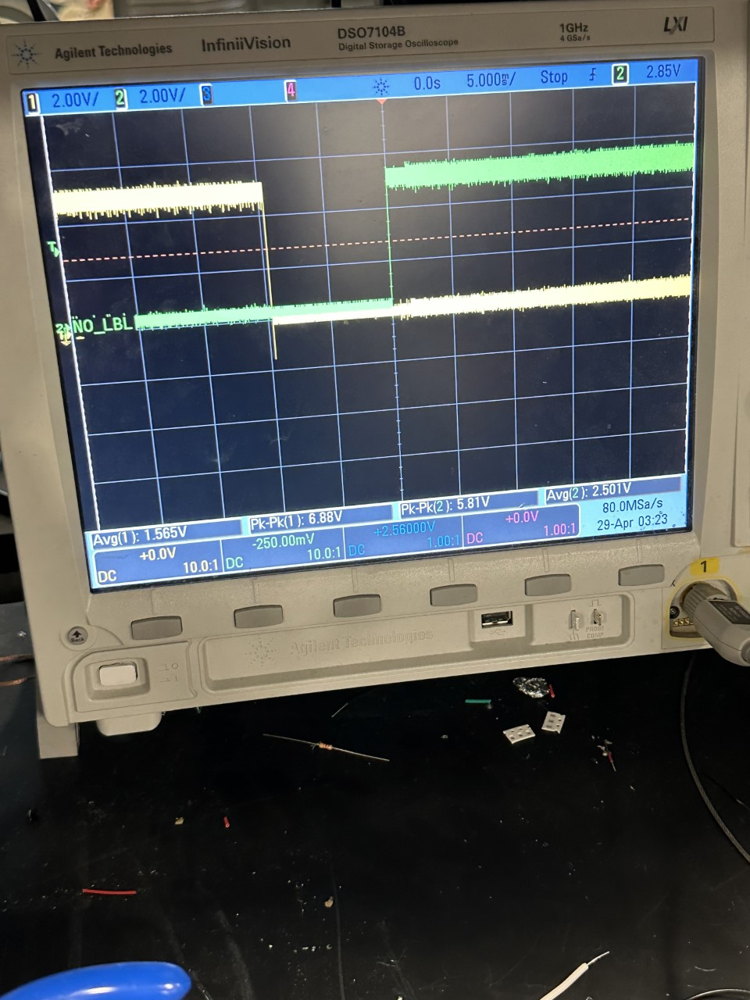 Agilent Technologies InfiniiVision DSO7104B 1GHz LXI
Digital Storage Oscilloscope 4 GSa/s
1 2.00V/ 2 2.00V/ 3 4 0.0s 5.000㎳/ Stop 2 2.85V
T
2 NO_LBL
Avg(1): 1.565V Pk-Pk(1): 6.88V Pk-Pk(2): 5.81V Avg(2): 2.501V
+0.0V -250.00mV +2.56000V +0.0V 80.0MSa/s
DC 10.0:1 DC 10.0:1 DC 1.00:1 DC 1.00:1 29-Apr 03:23
1
Back
Agilent Technologies
PROBE
COMP